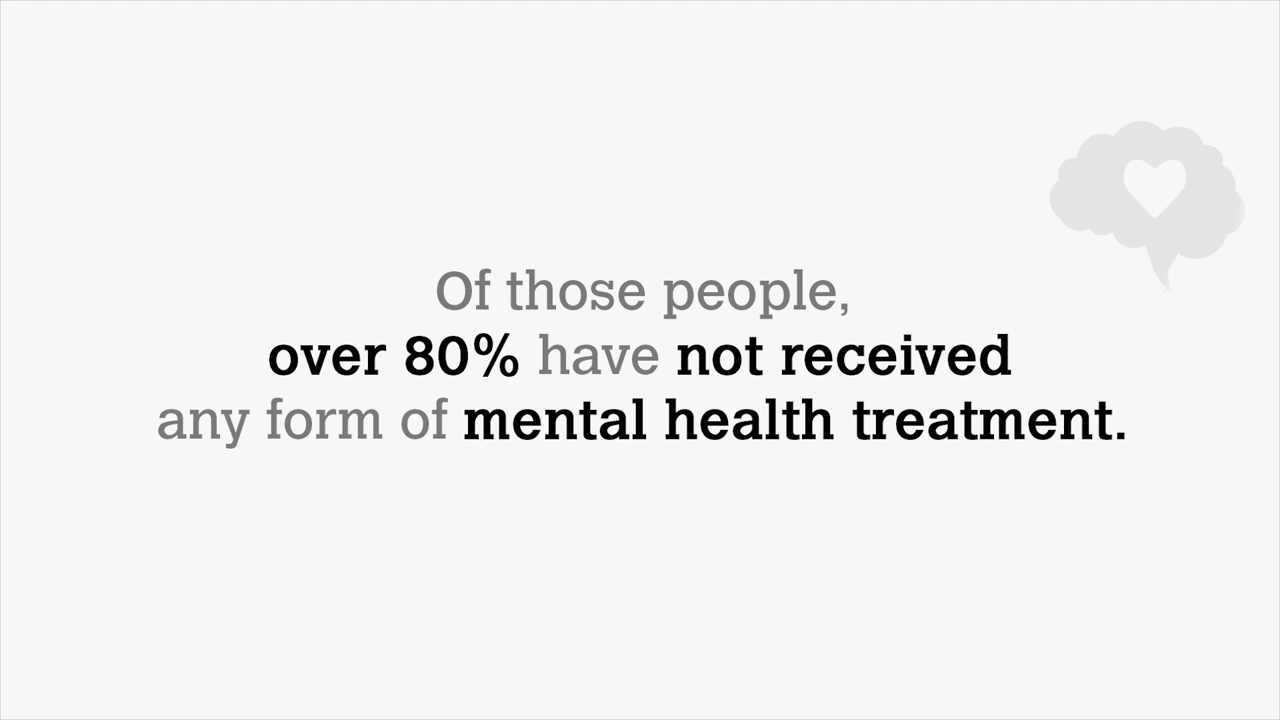 Of those people,
over 80% have not received
any form of mental health treatment.